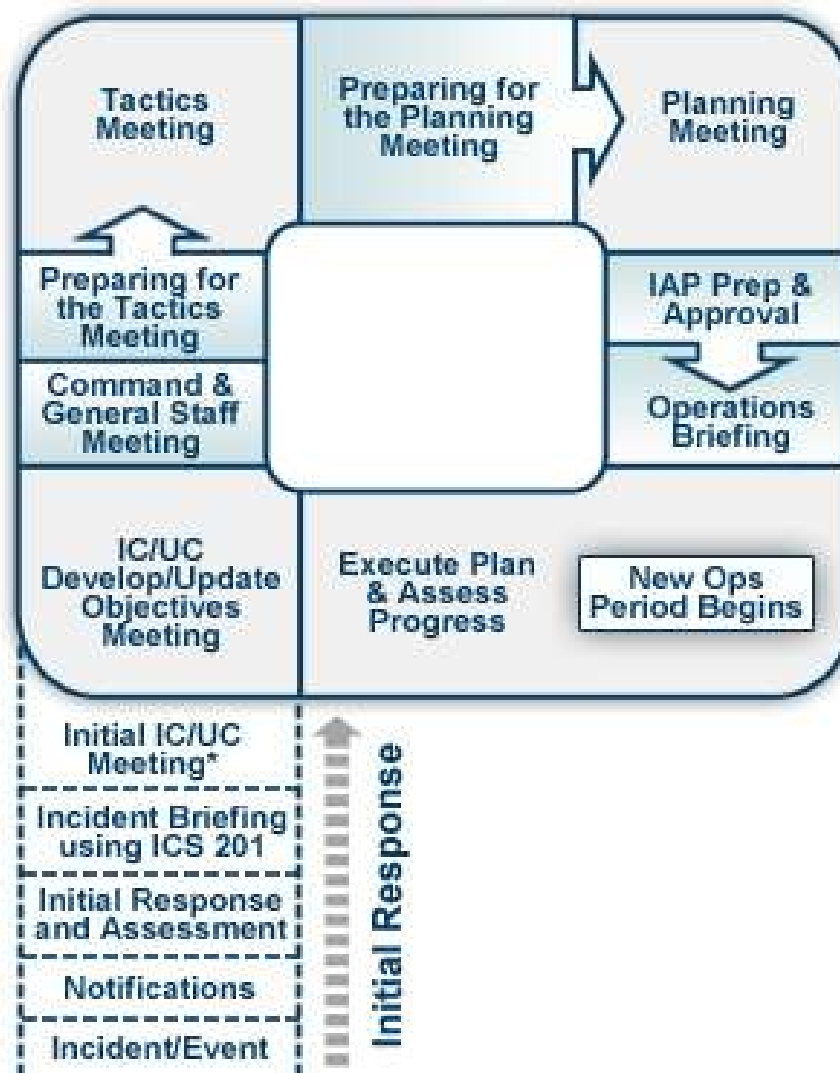 Tactics
Meeting
Preparing for
the Planning
Meeting
Planning
Meeting
Preparing for
the Tactics
Meeting
IAP Prep &
Approval
Command &
General Staff
Meeting
Operations
Briefing
IC/UC
Develop/Update
Objectives
Meeting
Execute Plan
& Assess
Progress
New Ops
Period Begins
Initial IC/UC
Meeting*
Incident Briefing
using ICS 201
Initial Response
and Assessment
Notifications
Incident/Event
Initial Response